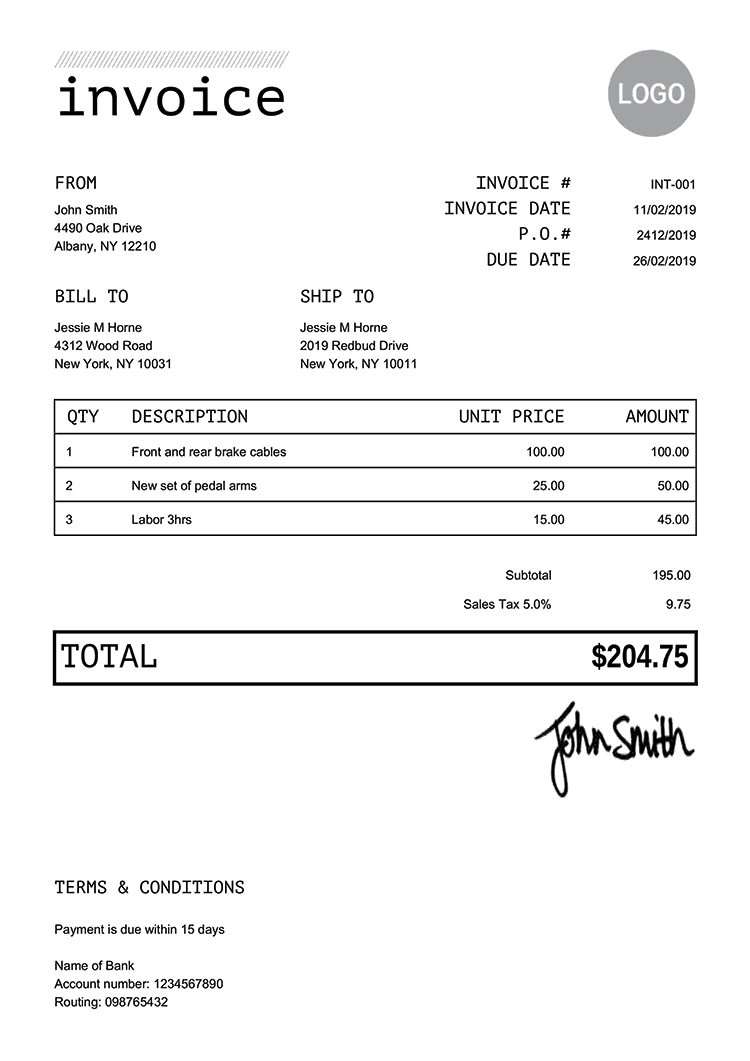 invoice
LOGO
FROM
John Smith
4490 Oak Drive
Albany, NY 12210
INVOICE # INT-001
INVOICE DATE 11/02/2019
P.O.# 2412/2019
DUE DATE 26/02/2019
BILL TO
Jessie M Horne
4312 Wood Road
New York, NY 10031
SHIP TO
Jessie M Horne
2019 Redbud Drive
New York, NY 10011
QTY DESCRIPTION UNIT PRICE AMOUNT
1 Front and rear brake cables 100.00 100.00
2 New set of pedal arms 25.00 50.00
3 Labor 3hrs 15.00 45.00
Subtotal 195.00
Sales Tax 5.0% 9.75
TOTAL $204.75
John Smith
TERMS & CONDITIONS
Payment is due within 15 days
Name of Bank
Account number: 1234567890
Routing: 098765432